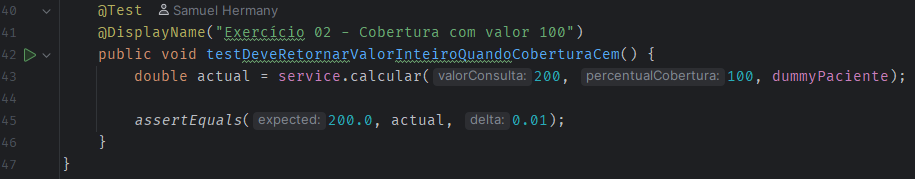 40 @Test Samuel Hermany
41 @DisplayName("Exercício 02 - Cobertura com valor 100")
42 public void testDeveRetornarValorInteiroQuandoCoberturaCem() {
43 double actual = service.calcular( valorConsulta: 200, percentualCobertura: 100, dummyPaciente);
44
45 assertEquals( expected: 200.0, actual, delta: 0.01);
46 }
47 }